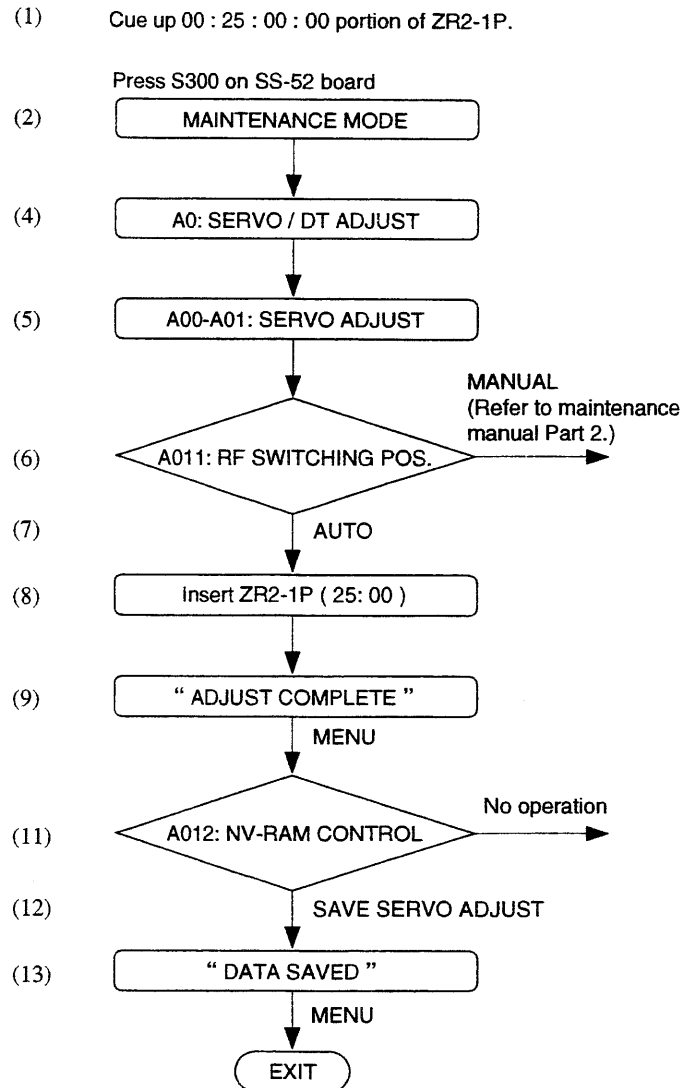 (1) Cue up 00 : 25 : 00 : 00 portion of ZR2-1P.
Press S300 on SS-52 board
(2) MAINTENANCE MODE
(4) A0: SERVO / DT ADJUST
(5) A00-A01: SERVO ADJUST
MANUAL
(Refer to maintenance
manual Part 2.)
(6) A011: RF SWITCHING POS.
(7) AUTO
(8) Insert ZR2-1P ( 25: 00 )
(9) “ ADJUST COMPLETE ”
MENU
No operation
(11) A012: NV-RAM CONTROL
(12) SAVE SERVO ADJUST
(13) “ DATA SAVED ”
MENU
EXIT